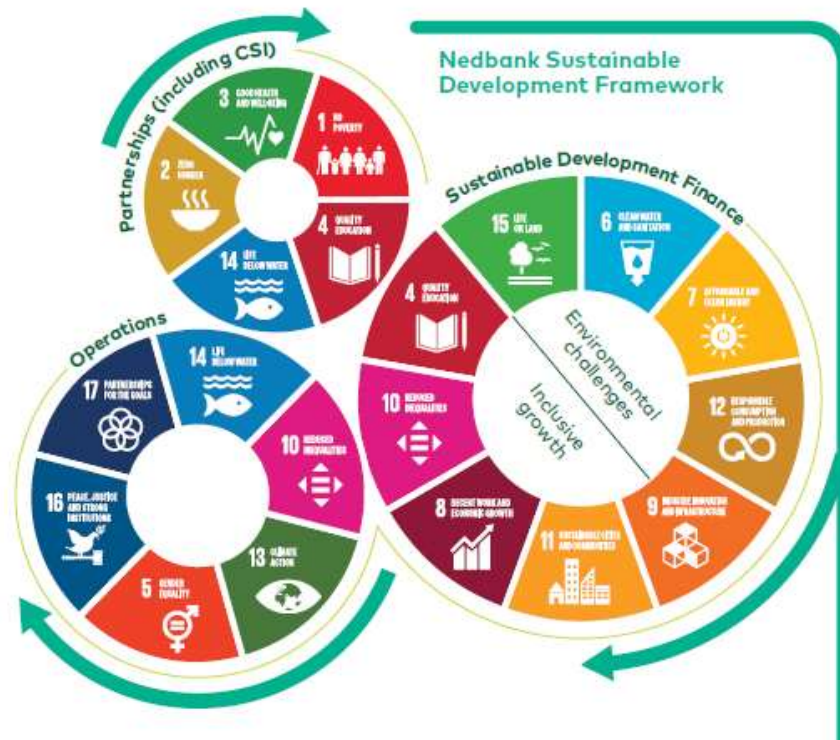 Nedbank Sustainable
Development Framework
Partnerships (including CSI)
3 GOOD HEALTH
AND WELL-BEING
1 NO
POVERTY
2 ZERO
HUNGER
4 QUALITY
EDUCATION
14 LIFE
BELOW WATER
Sustainable Development Finance
15 LIFE
ON LAND
6 CLEAN WATER
AND SANITATION
4 QUALITY
EDUCATION
7 AFFORDABLE AND
CLEAN ENERGY
Environmental
challenges
Inclusive
growth
10 REDUCED
INEQUALITIES
12 RESPONSIBLE
CONSUMPTION
AND PRODUCTION
8 DECENT WORK AND
ECONOMIC GROWTH
9 INDUSTRY, INNOVATION
AND INFRASTRUCTURE
11 SUSTAINABLE CITIES
AND COMMUNITIES
Operations
17 PARTNERSHIPS
FOR THE GOALS
14 LIFE
BELOW WATER
10 REDUCED
INEQUALITIES
16 PEACE, JUSTICE
AND STRONG
INSTITUTIONS
13 CLIMATE
ACTION
5 GENDER
EQUALITY